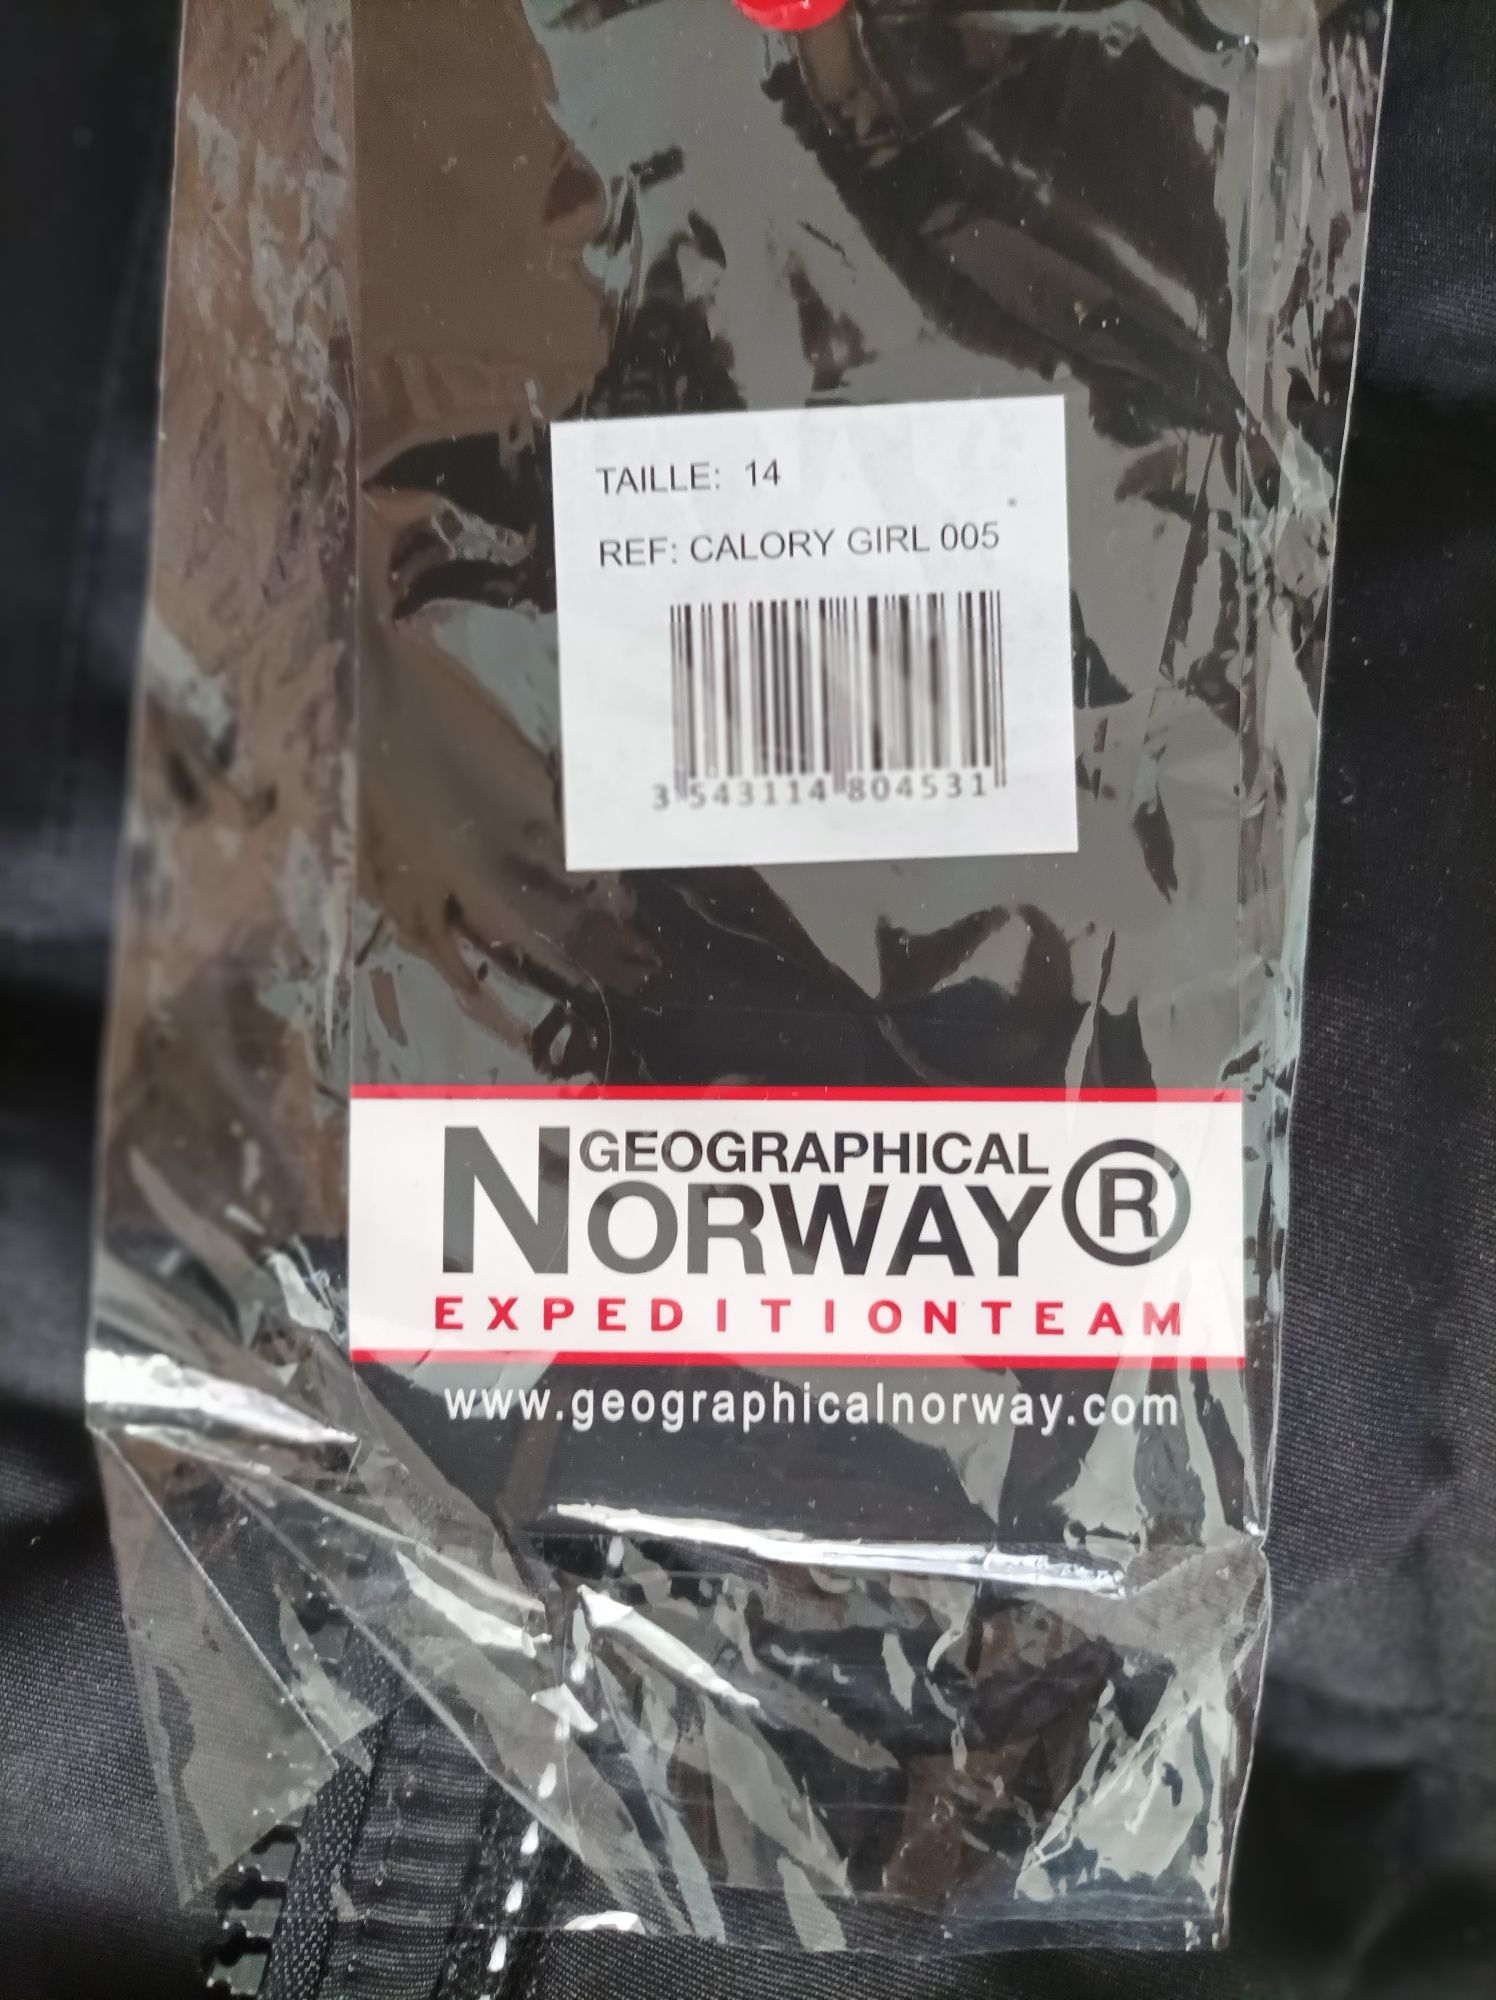 TAILLE: 14
REF: CALORY GIRL 005
3 543114 804531
GEOGRAPHICAL
NORWAY ®
EXPEDITIONTEAM
www.geographicalnorway.com